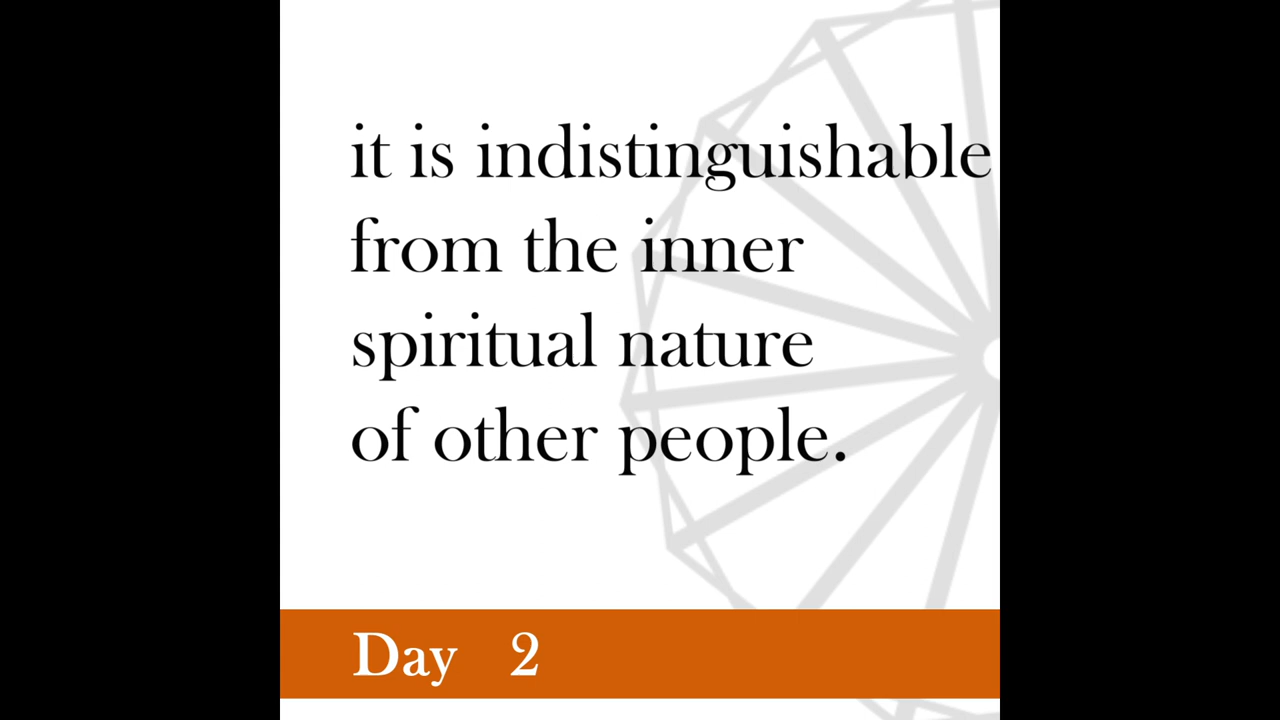 it is indistinguishable
from the inner
spiritual nature
of other people.
Day 2